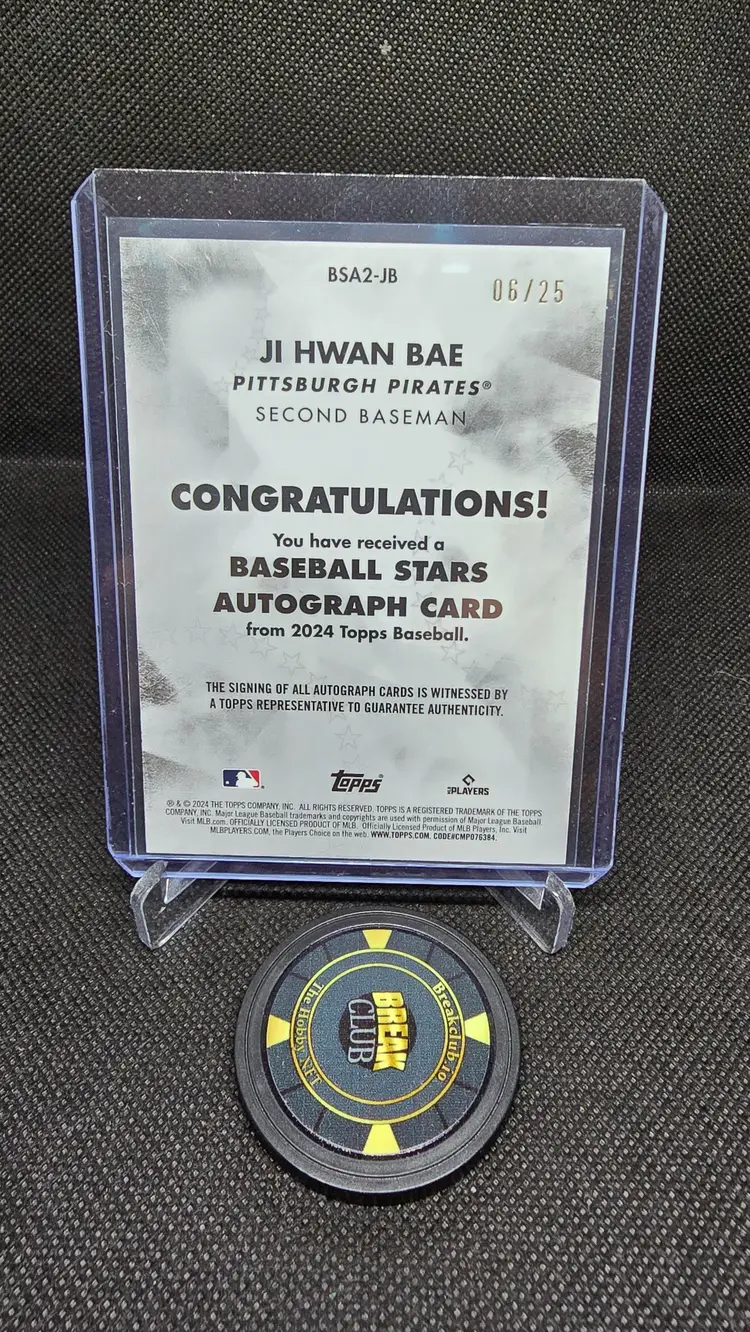 BSA2-JB
06/25
JI HWAN BAE
PITTSBURGH PIRATES®
SECOND BASEMAN
CONGRATULATIONS!
You have received a
BASEBALL STARS
AUTOGRAPH CARD
from 2024 Topps Baseball.
THE SIGNING OF ALL AUTOGRAPH CARDS IS WITNESSED BY
A TOPPS REPRESENTATIVE TO GUARANTEE AUTHENTICITY.
topps®
PLAYERS
® & © 2024 THE TOPPS COMPANY, INC. ALL RIGHTS RESERVED. TOPPS IS A REGISTERED TRADEMARK OF THE TOPPS
COMPANY, INC. Major League Baseball trademarks and copyrights are used with permission of Major League Baseball.
Visit MLB.com. OFFICIALLY LICENSED PRODUCT OF MLB. Officially Licensed Product of MLB Players, Inc. Visit
MLBPLAYERS.COM, the Players Choice on the web. WWW.TOPPS.COM. CODE#CMP076384.
Breakclub.io
BREAK
CLUB
The Hobby NFT